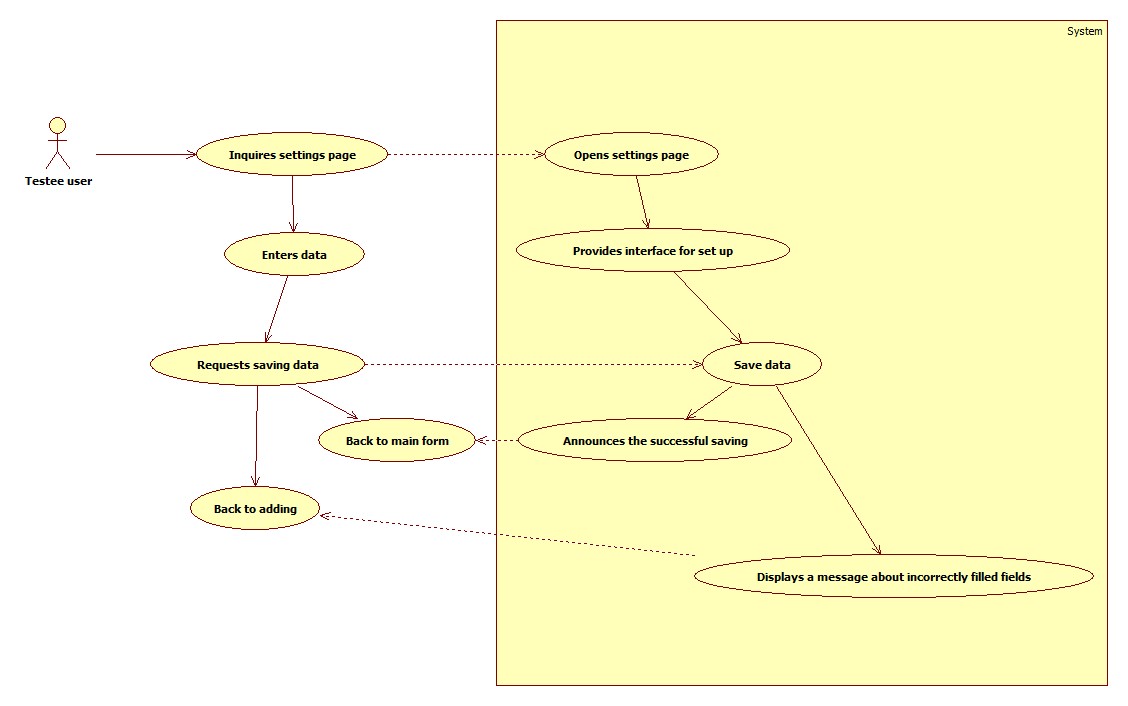 System
Inquires settings page
Opens settings page
Testee user
Provides interface for set up
Enters data
Requests saving data
Save data
Back to main form
Announces the successful saving
Back to adding
Displays a message about incorrectly filled fields